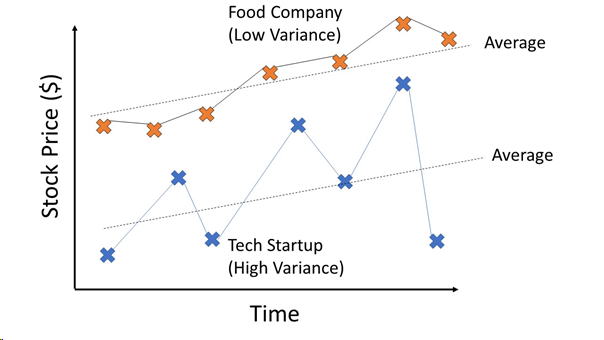 Food Company
(Low Variance)
Average
Stock Price ($)
Average
Tech Startup
(High Variance)
Time